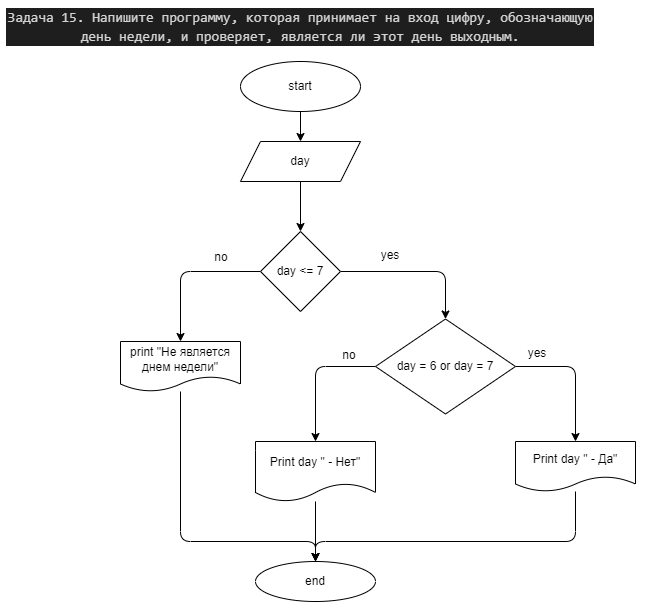 Задача 15. Напишите программу, которая принимает на вход цифру, обозначающую
день недели, и проверяет, является ли этот день выходным.
start
day
no
day <= 7
yes
print "Не является
днем недели"
no
day = 6 or day = 7
yes
Print day " - Нет"
Print day " - Да"
end